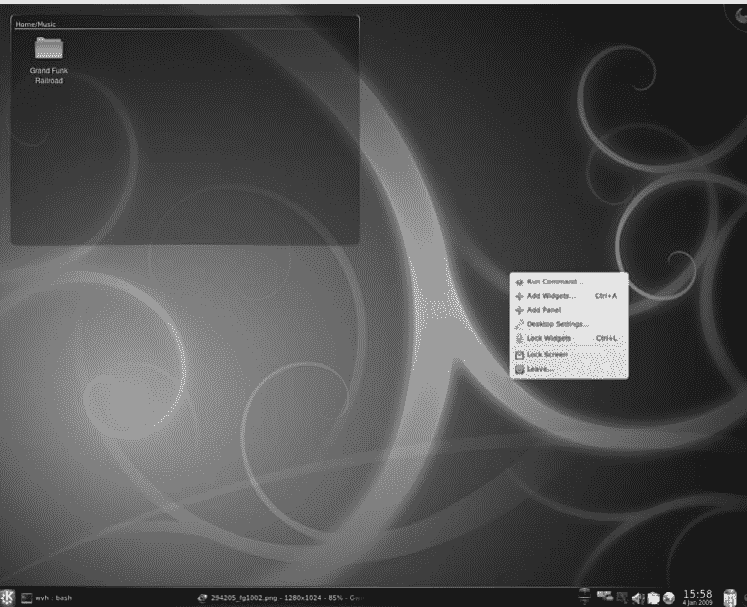 Home/Music
Grand Funk
Railroad
Run Command...
Add Widgets... Ctrl+A
Add Panel
Desktop Settings...
Lock Widgets Ctrl+L
Lock Screen
Leave...
wvh : bash
294205_fg1002.png - 1280x1024 - 85% - G
15:58
4 Jan 2009